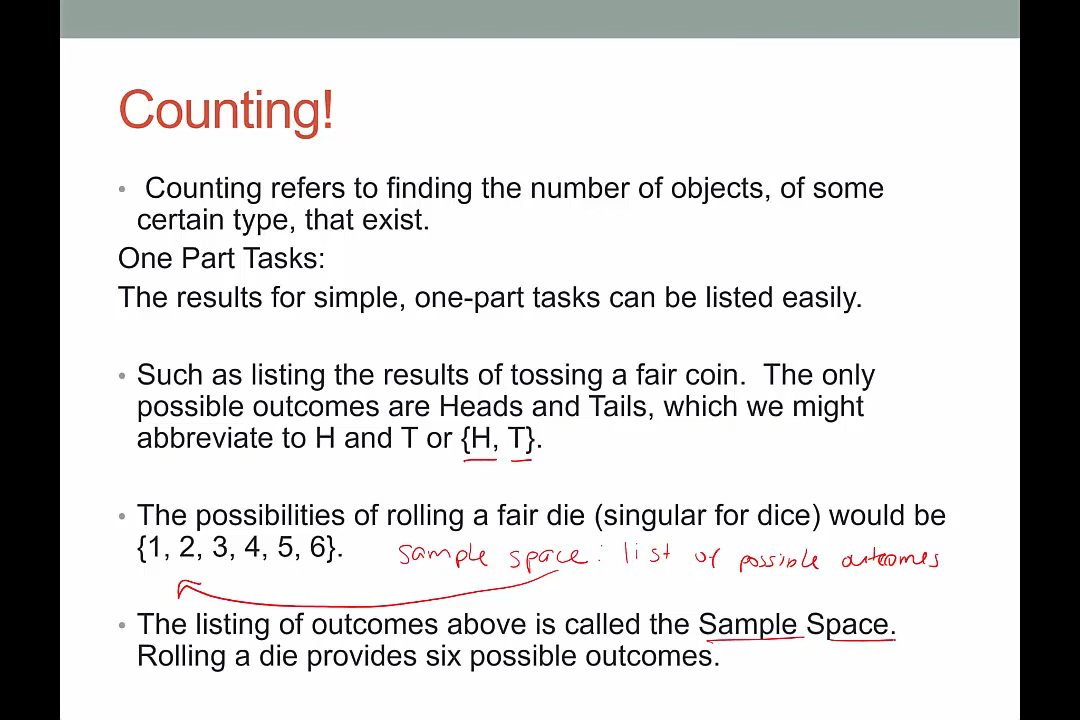 Counting!
• Counting refers to finding the number of objects, of some
certain type, that exist.
One Part Tasks:
The results for simple, one-part tasks can be listed easily.
• Such as listing the results of tossing a fair coin.  The only
possible outcomes are Heads and Tails, which we might
abbreviate to H and T or {H, T}.
• The possibilities of rolling a fair die (singular for dice) would be
{1, 2, 3, 4, 5, 6}.
sample space: list of possible outcomes
• The listing of outcomes above is called the Sample Space.
Rolling a die provides six possible outcomes.